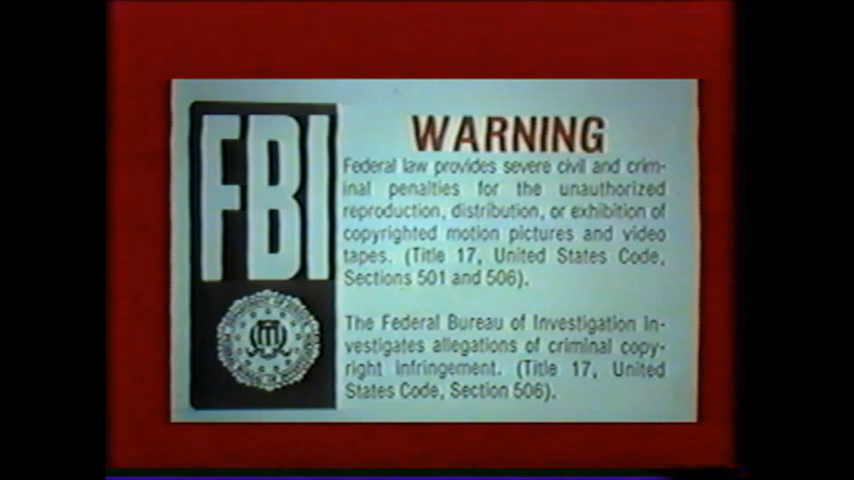 FBI
WARNING
Federal law provides severe civil and crim-
inal penalties for the unauthorized
reproduction, distribution, or exhibition of
copyrighted motion pictures and video
tapes. (Title 17, United States Code,
Sections 501 and 506).
The Federal Bureau of Investigation in-
vestigates allegations of criminal copy-
right infringement. (Title 17, United
States Code, Section 506).